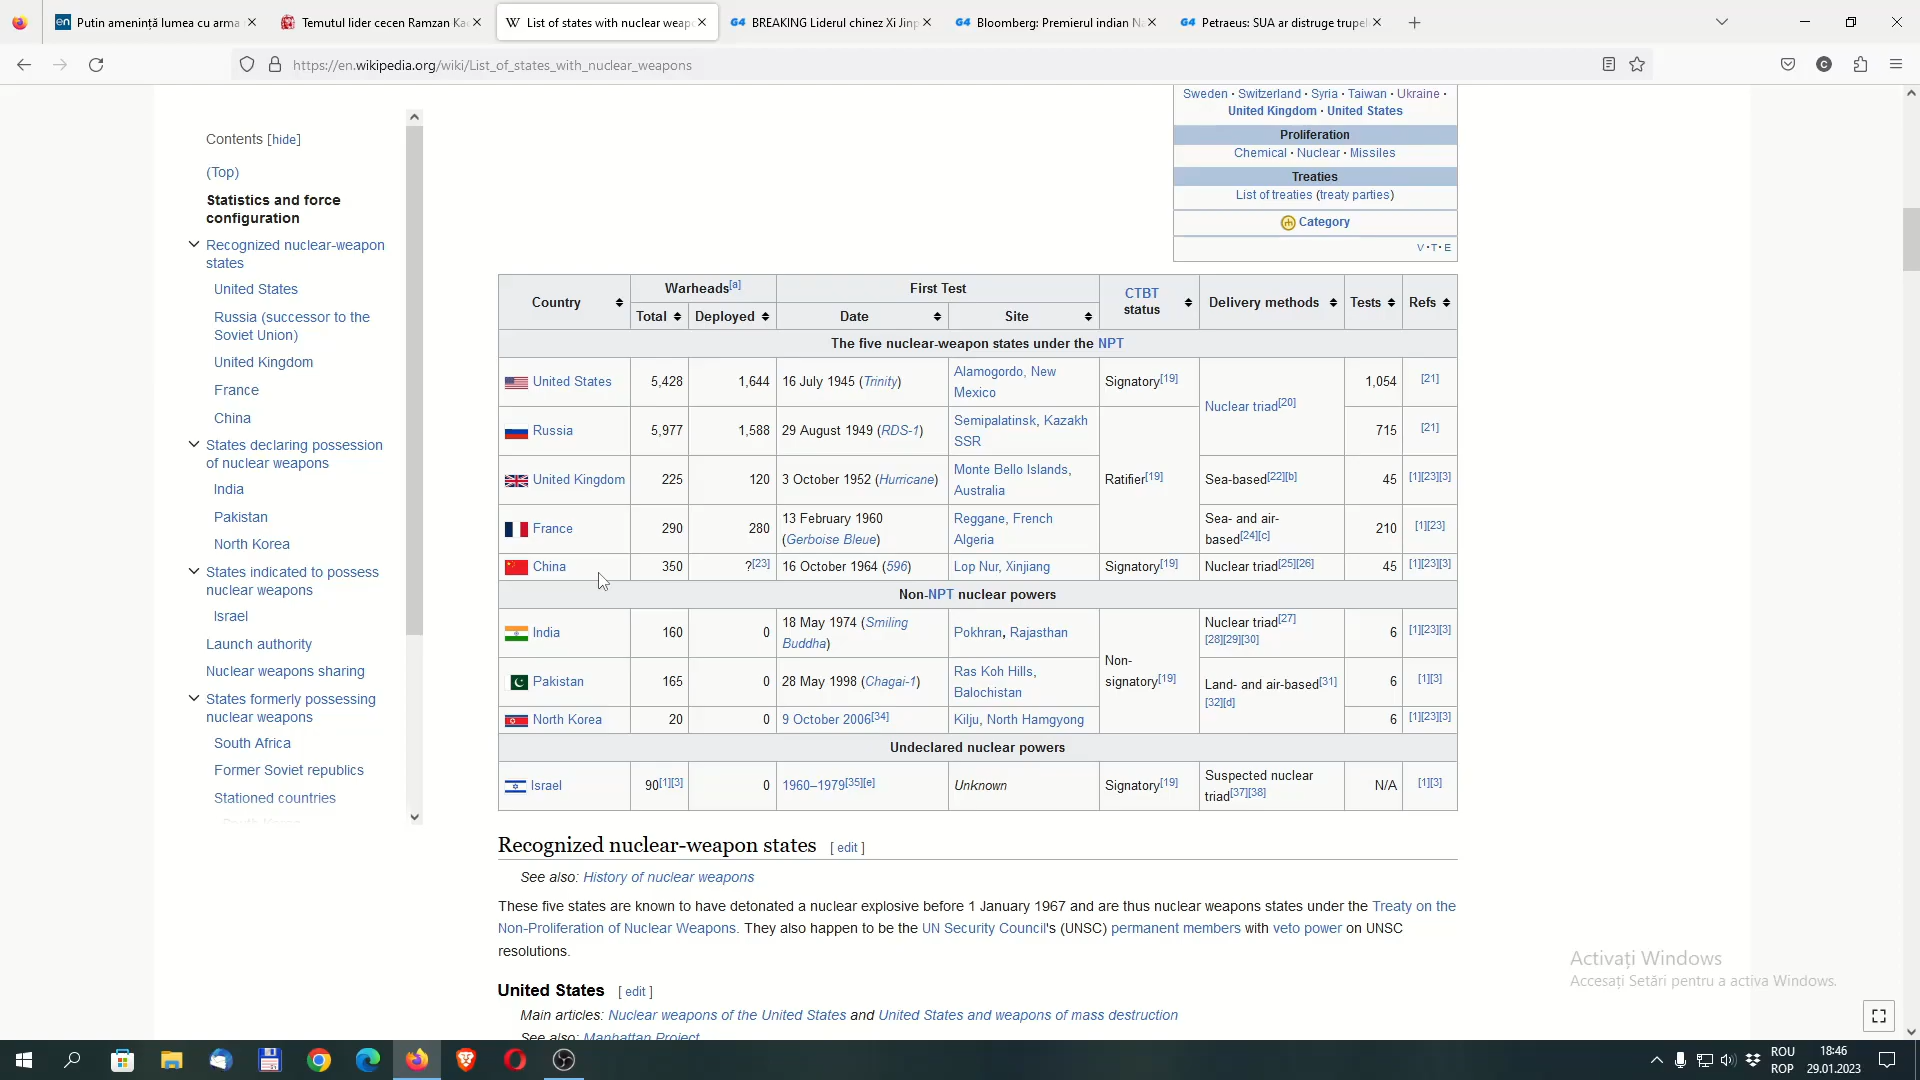 Putin amenință lumea cu arma
Temutul lider cecen Ramzan Ka
List of states with nuclear weapo
BREAKING Liderul chinez Xi Jinp
Bloomberg: Premierul indian Na
Petraeus: SUA ar distruge trupel
https://en.wikipedia.org/wiki/List_of_states_with_nuclear_weapons
Contents [hide]
(Top)
Statistics and force
configuration
Recognized nuclear-weapon
states
United States
Russia (successor to the
Soviet Union)
United Kingdom
France
China
States declaring possession
of nuclear weapons
India
Pakistan
North Korea
States indicated to possess
nuclear weapons
Israel
Launch authority
Nuclear weapons sharing
States formerly possessing
nuclear weapons
South Africa
Former Soviet republics
Stationed countries
Sweden · Switzerland · Syria · Taiwan · Ukraine ·
United Kingdom · United States
Proliferation
Chemical · Nuclear · Missiles
Treaties
List of treaties (treaty parties)
Category
V · T · E
Country Warheads[a] First Test CTBT status Delivery methods Tests Refs
Total Deployed Date Site
The five nuclear-weapon states under the NPT
United States 5,428 1,644 16 July 1945 (Trinity) Alamogordo, New Mexico Signatory[19] Nuclear triad[20] 1,054 [21]
Russia 5,977 1,588 29 August 1949 (RDS-1) Semipalatinsk, Kazakh SSR 715 [21]
United Kingdom 225 120 3 October 1952 (Hurricane) Monte Bello Islands, Australia Ratifier[19] Sea-based[22][b] 45 [1][23][3]
France 290 280 13 February 1960 (Gerboise Bleue) Reggane, French Algeria Sea- and air-based[24][c] 210 [1][23]
China 350 ?[23] 16 October 1964 (596) Lop Nur, Xinjiang Signatory[19] Nuclear triad[25][26] 45 [1][23][3]
Non-NPT nuclear powers
India 160 0 18 May 1974 (Smiling Buddha) Pokhran, Rajasthan Non-signatory[19] Nuclear triad[27][28][29][30] 6 [1][23][3]
Pakistan 165 0 28 May 1998 (Chagai-1) Ras Koh Hills, Balochistan Land- and air-based[31][32][d] 6 [1][3]
North Korea 20 0 9 October 2006[34] Kilju, North Hamgyong 6 [1][23][3]
Undeclared nuclear powers
Israel 90[1][3] 0 1960–1979[35][e] Unknown Signatory[19] Suspected nuclear triad[37][38] N/A [1][3]
Recognized nuclear-weapon states [ edit ]
See also: History of nuclear weapons
These five states are known to have detonated a nuclear explosive before 1 January 1967 and are thus nuclear weapons states under the Treaty on the
Non-Proliferation of Nuclear Weapons. They also happen to be the UN Security Council's (UNSC) permanent members with veto power on UNSC
resolutions.
United States [ edit ]
Main articles: Nuclear weapons of the United States and United States and weapons of mass destruction
See also: Manhattan Project
Activați Windows
Accesați Setări pentru a activa Windows.
ROU 18:46
ROP 29.01.2023